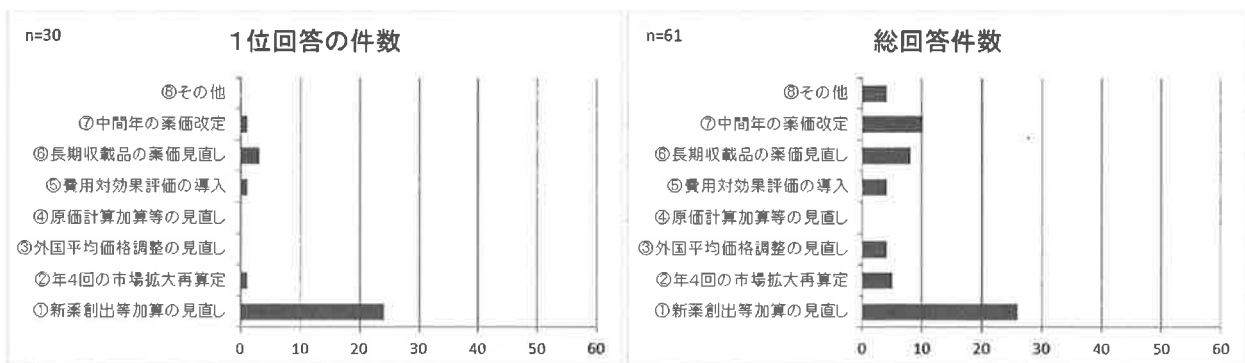 n=30
1位回答の件数
⑧その他
⑦中間年の薬価改定
⑥長期収載品の薬価見直し
⑤費用対効果評価の導入
④原価計算加算等の見直し
③外国平均価格調整の見直し
②年4回の市場拡大再算定
①新薬創出等加算の見直し
0 10 20 30 40 50 60
n=61
総回答件数
⑧その他
⑦中間年の薬価改定
⑥長期収載品の薬価見直し
⑤費用対効果評価の導入
④原価計算加算等の見直し
③外国平均価格調整の見直し
②年4回の市場拡大再算定
①新薬創出等加算の見直し
0 10 20 30 40 50 60